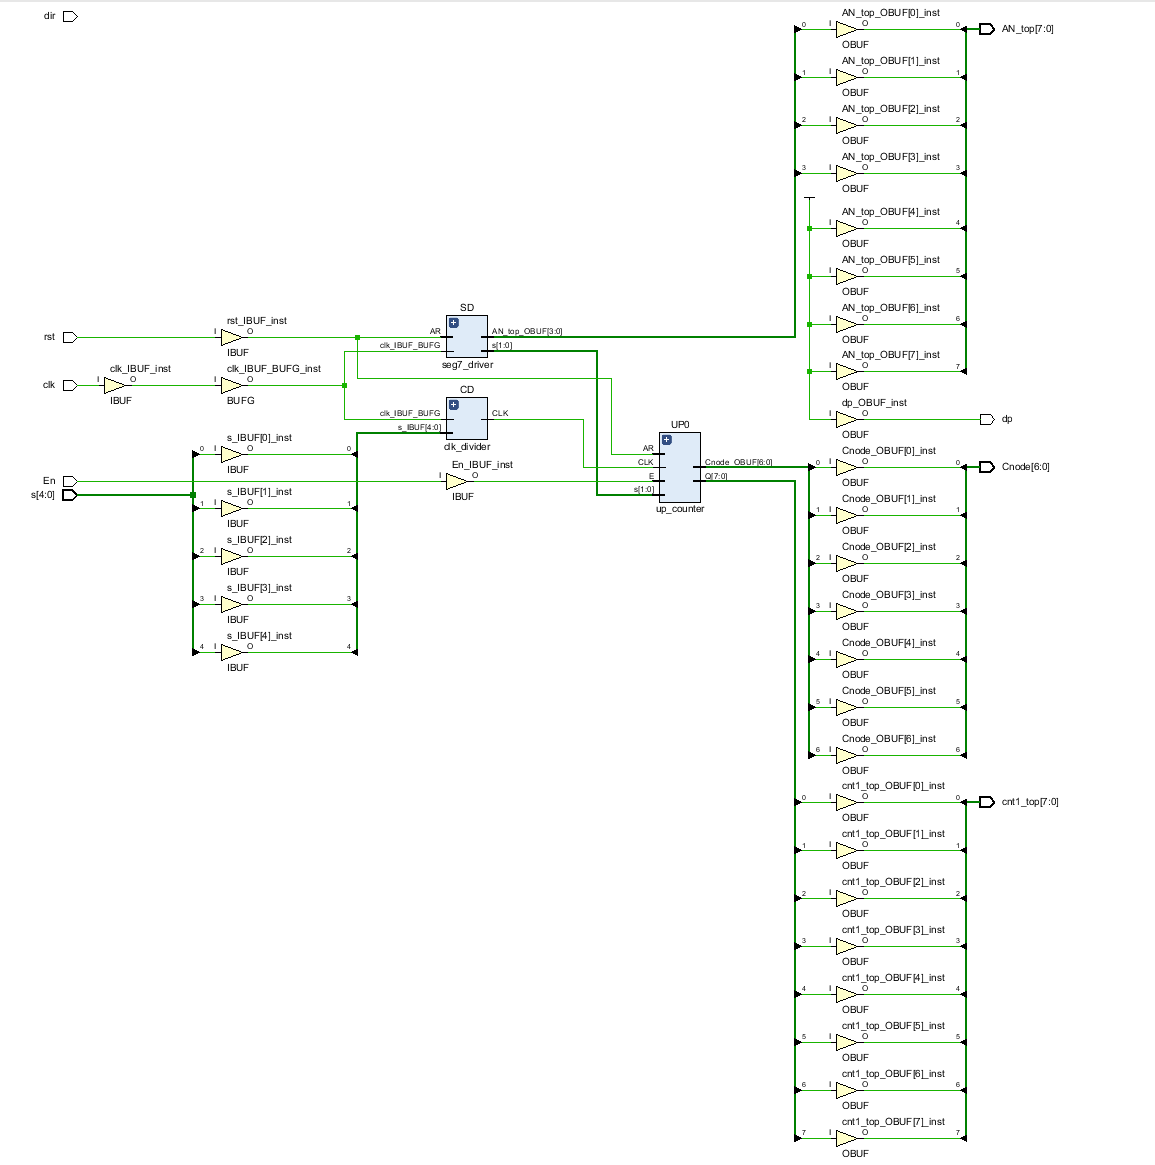 dir
AN_top_OBUF[0]_inst
0 I O 0
AN_top[7:0]
OBUF
AN_top_OBUF[1]_inst
1 I O 1
OBUF
AN_top_OBUF[2]_inst
2 I O 2
OBUF
AN_top_OBUF[3]_inst
3 I O 3
OBUF
AN_top_OBUF[4]_inst
I O 4
OBUF
AN_top_OBUF[5]_inst
I O 5
OBUF
AN_top_OBUF[6]_inst
I O 6
OBUF
AN_top_OBUF[7]_inst
I O 7
OBUF
dp_OBUF_inst
I O
dp
OBUF
rst
rst_IBUF_inst
I O
IBUF
clk
clk_IBUF_inst
I O
IBUF
clk_IBUF_BUFG_inst
I O
BUFG
SD
AR
clk_IBUF_BUFG
AN_top_OBUF[3:0]
s[1:0]
seg7_driver
CD
clk_IBUF_BUFG
s_IBUF[4:0]
CLK
clk_divider
En
s[4:0]
s_IBUF[0]_inst
0 I O 0
IBUF
s_IBUF[1]_inst
1 I O 1
IBUF
s_IBUF[2]_inst
2 I O 2
IBUF
s_IBUF[3]_inst
3 I O 3
IBUF
s_IBUF[4]_inst
4 I O 4
IBUF
En_IBUF_inst
I O
IBUF
UP0
AR
CLK
E
s[1:0]
Cnode_OBUF[6:0]
Q[7:0]
up_counter
Cnode_OBUF[0]_inst
0 I O 0
Cnode[6:0]
OBUF
Cnode_OBUF[1]_inst
1 I O 1
OBUF
Cnode_OBUF[2]_inst
2 I O 2
OBUF
Cnode_OBUF[3]_inst
3 I O 3
OBUF
Cnode_OBUF[4]_inst
4 I O 4
OBUF
Cnode_OBUF[5]_inst
5 I O 5
OBUF
Cnode_OBUF[6]_inst
6 I O 6
OBUF
cnt1_top_OBUF[0]_inst
0 I O 0
cnt1_top[7:0]
OBUF
cnt1_top_OBUF[1]_inst
1 I O 1
OBUF
cnt1_top_OBUF[2]_inst
2 I O 2
OBUF
cnt1_top_OBUF[3]_inst
3 I O 3
OBUF
cnt1_top_OBUF[4]_inst
4 I O 4
OBUF
cnt1_top_OBUF[5]_inst
5 I O 5
OBUF
cnt1_top_OBUF[6]_inst
6 I O 6
OBUF
cnt1_top_OBUF[7]_inst
7 I O 7
OBUF